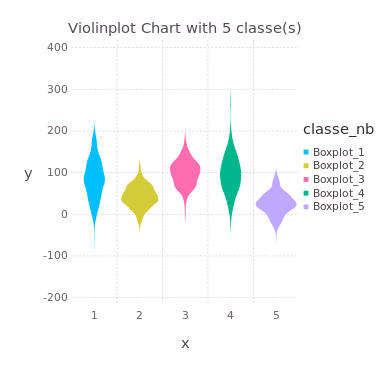 Violinplot Chart with 5 classe(s)
400
300
200
100
0
-100
-200
y
1
2
3
4
5
x
classe_nb
Boxplot_1
Boxplot_2
Boxplot_3
Boxplot_4
Boxplot_5